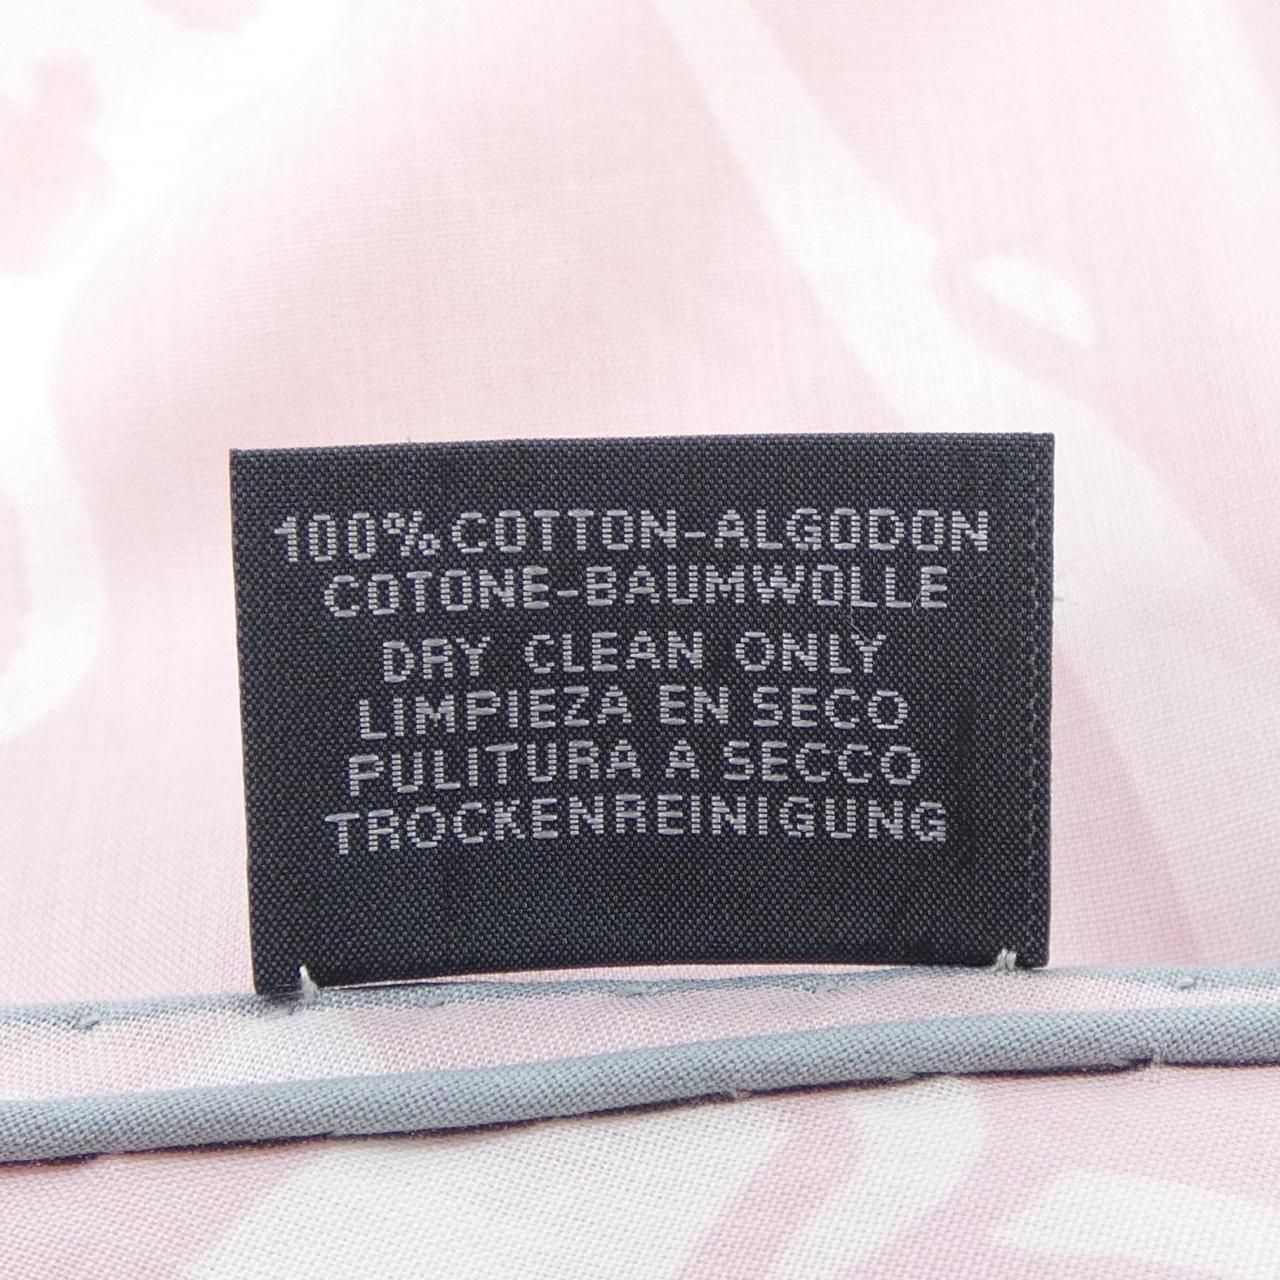 100% COTTON-ALGODON
COTONE-BAUMWOLLE
DRY CLEAN ONLY
LIMPIEZA EN SECO
PULITURA A SECCO
TROCKENREINIGUNG